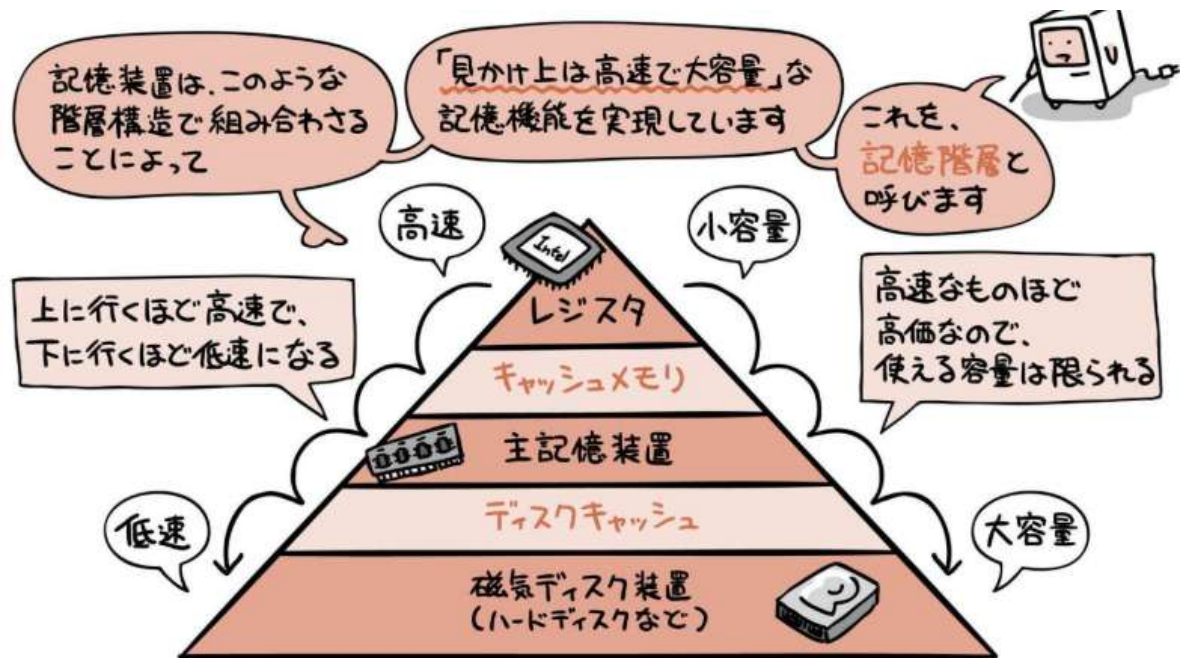 記憶装置は、このような
階層構造で組み合わさる
ことによって
「見かけ上は高速で大容量」な
記憶機能を実現しています
これを、
記憶階層と
呼びます
高速
小容量
上に行くほど高速で、
下に行くほど低速になる
高速なものほど
高価なので、
使える容量は限られる
Intel
レジスタ
キャッシュメモリ
主記憶装置
ディスクキャッシュ
磁気ディスク装置
(ハードディスクなど)
低速
大容量